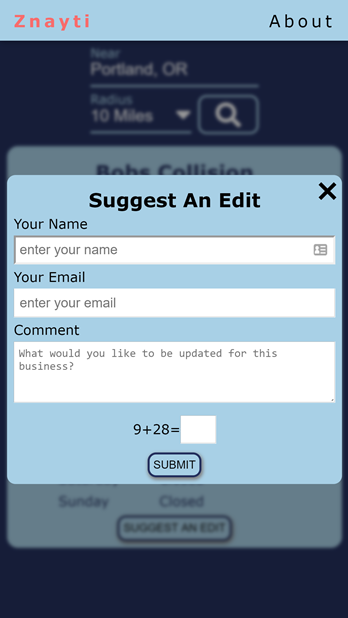 Znayti About
Near
Portland, OR
Radius
10 Miles
Bobs Collision
Suggest An Edit
Your Name
enter your name
Your Email
enter your email
Comment
What would you like to be updated for this
business?
9+28=
SUBMIT
Sunday Closed
SUGGEST AN EDIT